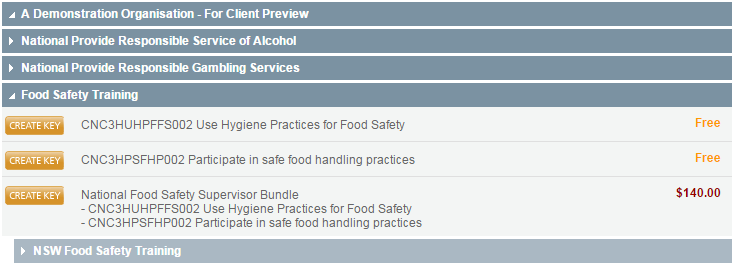 A Demonstration Organisation - For Client Preview
National Provide Responsible Service of Alcohol
National Provide Responsible Gambling Services
Food Safety Training
CREATE KEY CNC3HUHPFFS002 Use Hygiene Practices for Food Safety Free
CREATE KEY CNC3HPSFHP002 Participate in safe food handling practices Free
CREATE KEY National Food Safety Supervisor Bundle $140.00
- CNC3HUHPFFS002 Use Hygiene Practices for Food Safety
- CNC3HPSFHP002 Participate in safe food handling practices
NSW Food Safety Training